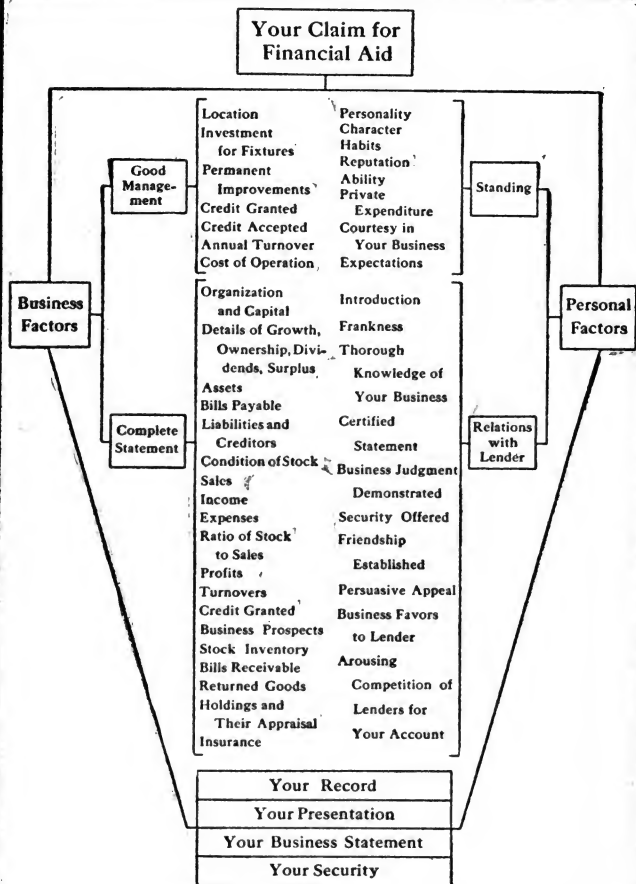 Your Claim for
Financial Aid
Business
Factors
Good
Manage-
ment
Location
Investment
for Fixtures
Permanent
Improvements
Credit Granted
Credit Accepted
Annual Turnover
Cost of Operation
Personality
Character
Habits
Reputation
Ability
Private
Expenditure
Courtesy in
Your Business
Expectations
Standing
Personal
Factors
Complete
Statement
Organization
and Capital
Details of Growth,
Ownership, Divi-
dends, Surplus
Assets
Bills Payable
Liabilities and
Creditors
Condition of Stock
Sales
Income
Expenses
Ratio of Stock
to Sales
Profits
Turnovers
Credit Granted
Business Prospects
Stock Inventory
Bills Receivable
Returned Goods
Holdings and
Their Appraisal
Insurance
Introduction
Frankness
Thorough
Knowledge of
Your Business
Certified
Statement
Business Judgment
Demonstrated
Security Offered
Friendship
Established
Persuasive Appeal
Business Favors
to Lender
Arousing
Competition of
Lenders for
Your Account
Relations
with
Lender
Your Record
Your Presentation
Your Business Statement
Your Security